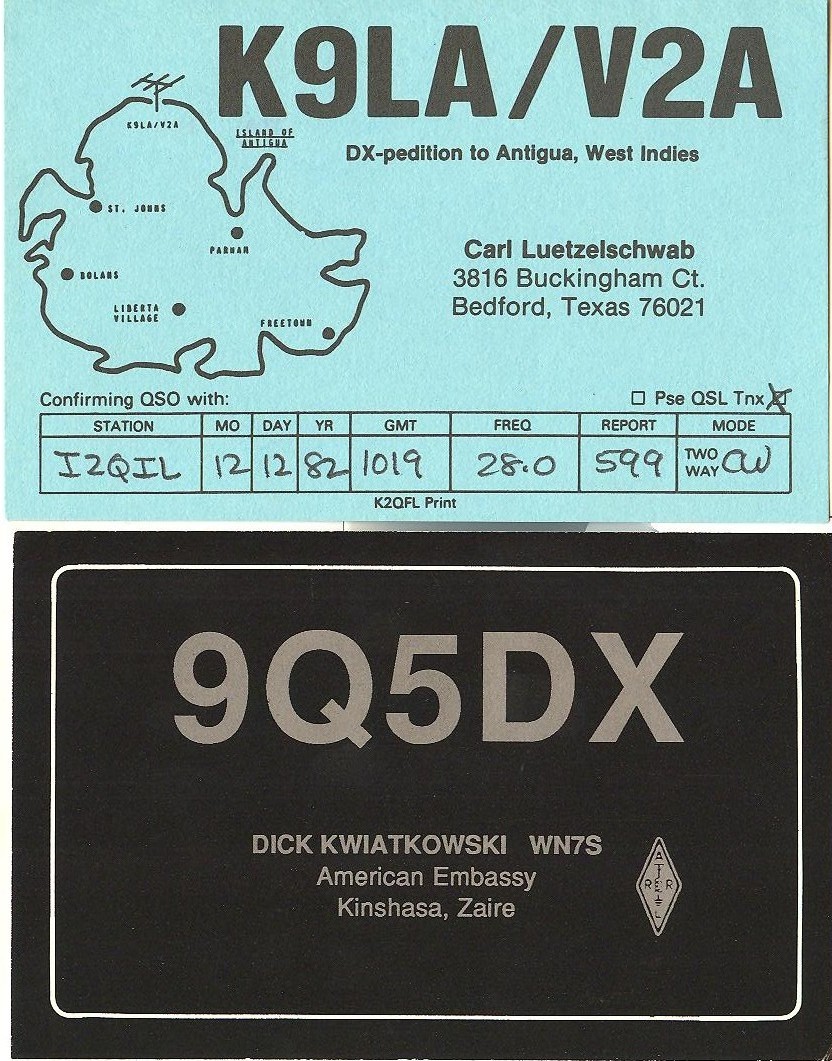 K9LA/V2A
K9LA/V2A
ISLAND OF
ANTIGUA
DX-pedition to Antigua, West Indies
ST. JOHNS
PARHAM
Carl Luetzelschwab
3816 Buckingham Ct.
Bedford, Texas 76021
BOLANS
LIBERTA
VILLAGE
FREETOWN
Confirming QSO with:
☐ Pse QSL Tnx ☒
STATION MO DAY YR GMT FREQ REPORT MODE
I2QIL 12 12 82 1019 28.0 599 TWO WAY CW
K2QFL Print
9Q5DX
DICK KWIATKOWSKI WN7S
American Embassy
Kinshasa, Zaire
A
R R
L